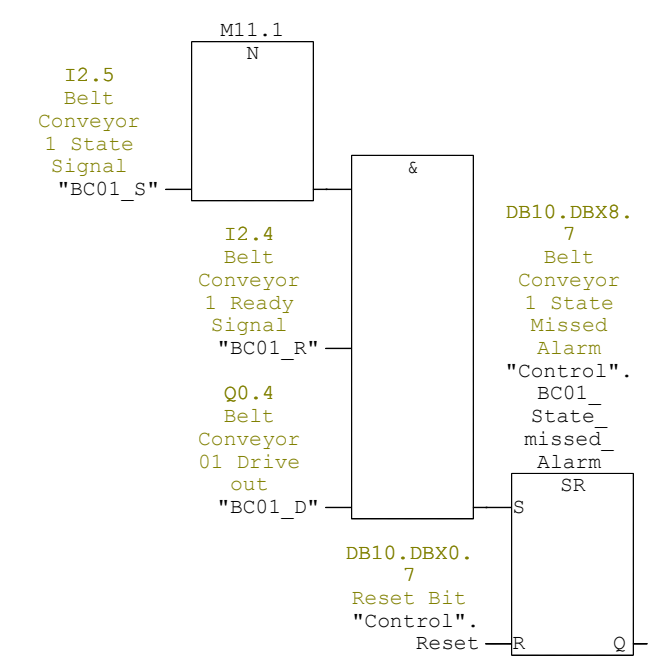 M11.1
N
I2.5
Belt
Conveyor
1 State
Signal
"BC01_S"
&
I2.4
Belt
Conveyor
1 Ready
Signal
"BC01_R"
Q0.4
Belt
Conveyor
01 Drive
out
"BC01_D"
DB10.DBX8.
7
Belt
Conveyor
1 State
Missed
Alarm
"Control".
BC01_
State_
missed_
Alarm
SR
S
DB10.DBX0.
7
Reset Bit
"Control".
Reset
R
Q